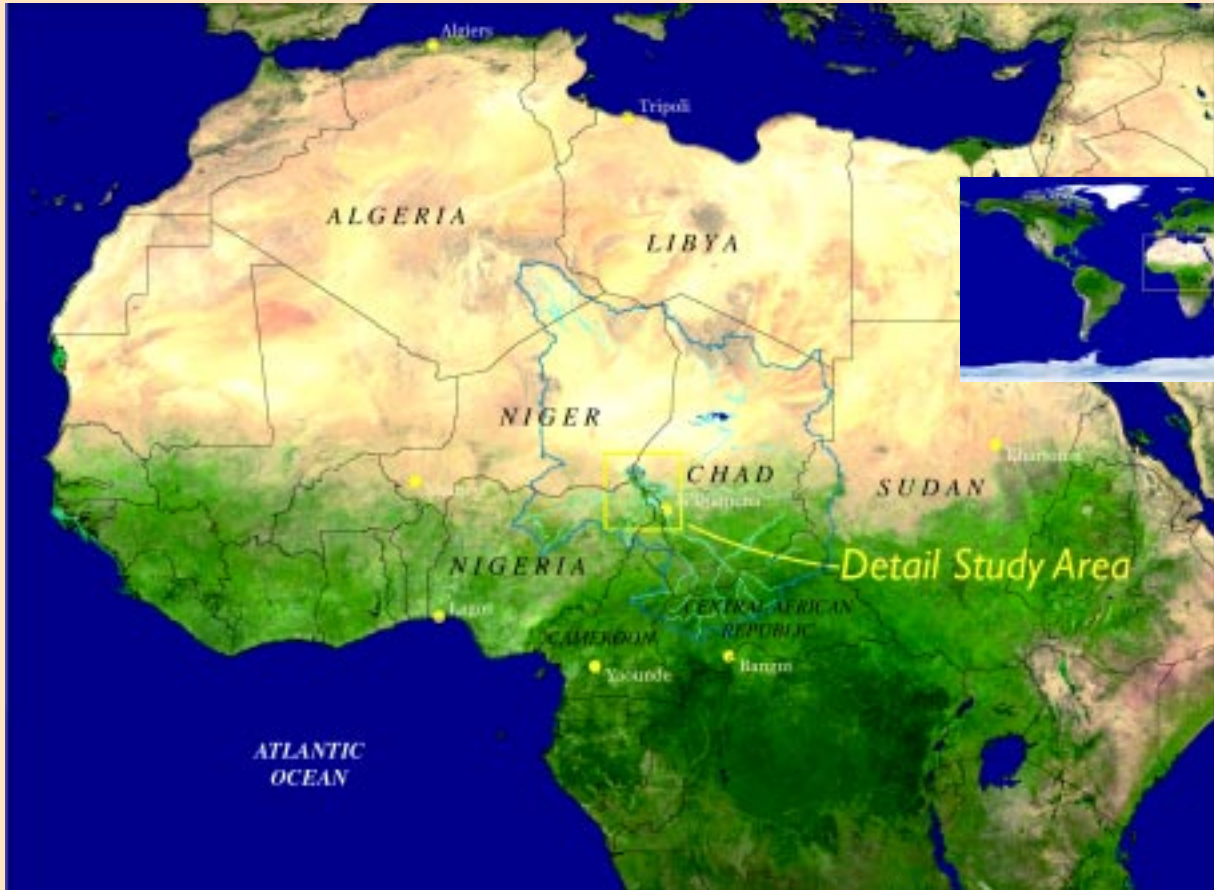 Algiers
Tripoli
ALGERIA
LIBYA
NIGER
CHAD
SUDAN
Khartoum
NIGERIA
Detail Study Area
Lagos
CENTRAL AFRICAN
REPUBLIC
CAMEROON
Yaounde
Bangui
ATLANTIC
OCEAN